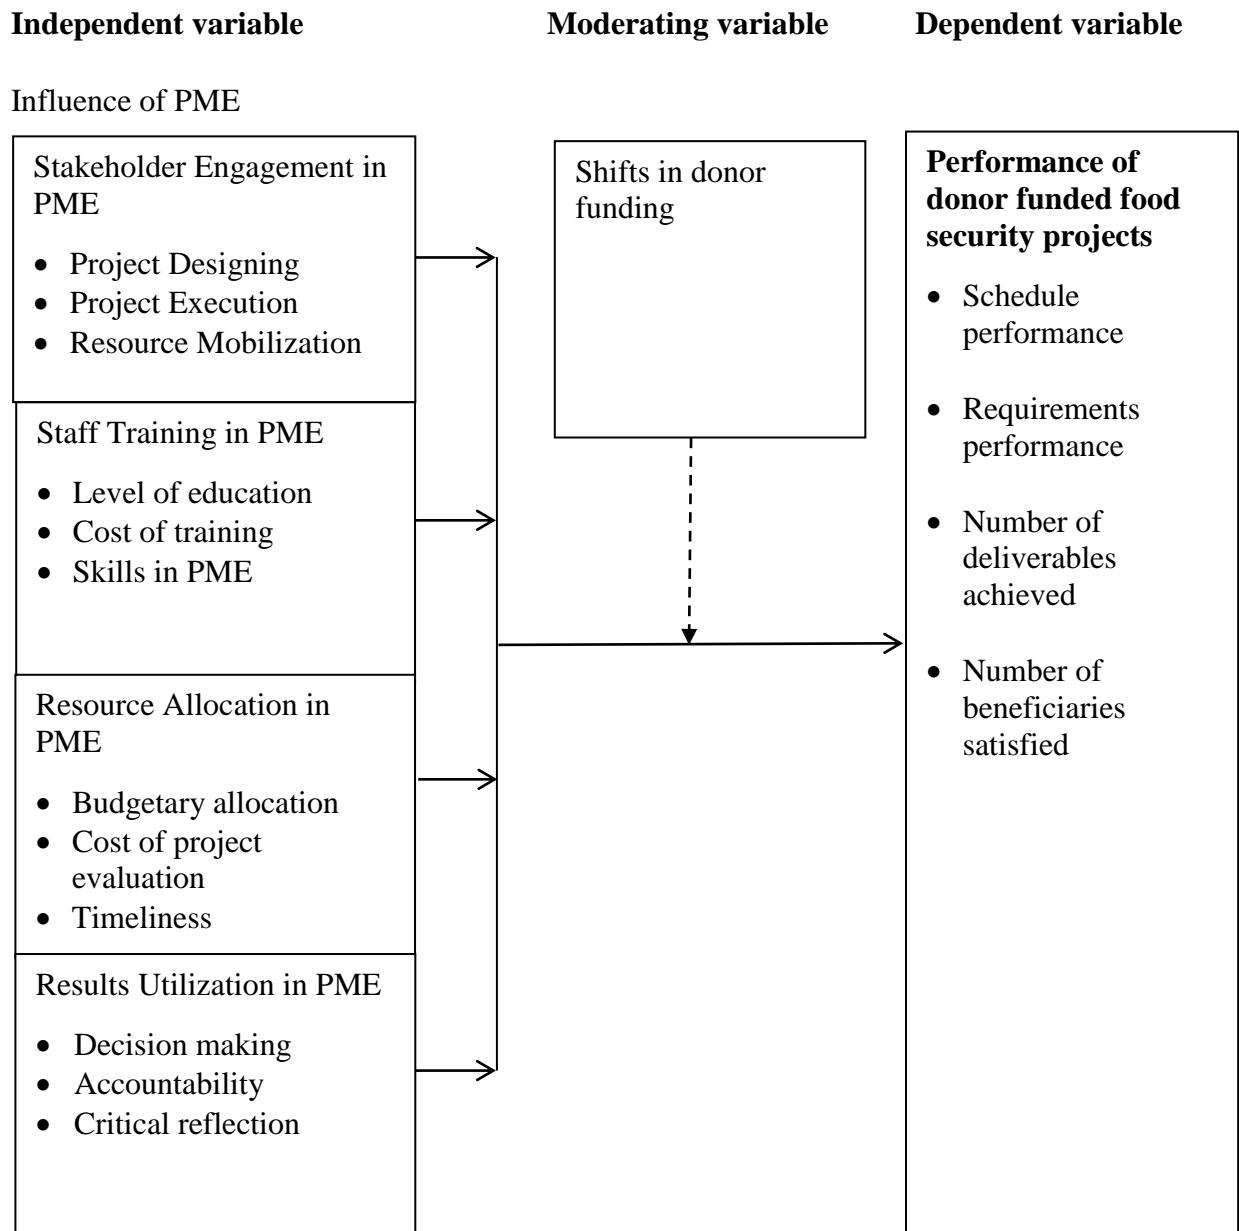 Independent variable
Moderating variable
Dependent variable
Influence of PME
Stakeholder Engagement in
PME
• Project Designing
• Project Execution
• Resource Mobilization
Staff Training in PME
• Level of education
• Cost of training
• Skills in PME
Resource Allocation in
PME
• Budgetary allocation
• Cost of project
evaluation
• Timeliness
Results Utilization in PME
• Decision making
• Accountability
• Critical reflection
Shifts in donor
funding
Performance of
donor funded food
security projects
• Schedule
performance
• Requirements
performance
• Number of
deliverables
achieved
• Number of
beneficiaries
satisfied